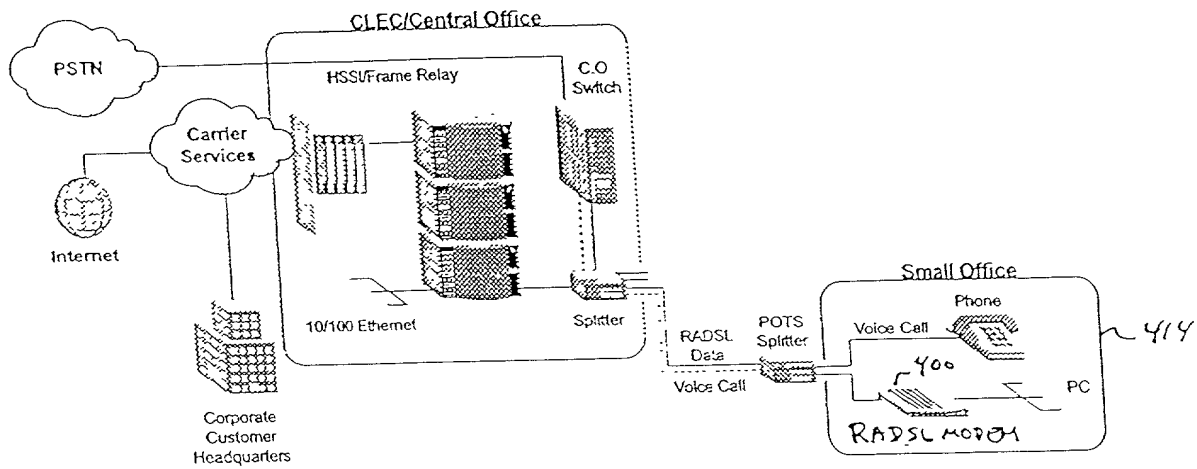 CLEC/Central Office
PSTN
HSSI/Frame Relay
C.O
Switch
Carrier
Services
Internet
10/100 Ethernet
Splitter
Corporate
Customer
Headquarters
RADSL
Data
Voice Call
POTS
Splitter
Small Office
Phone
Voice Call
414
400
PC
RADSL MODEM